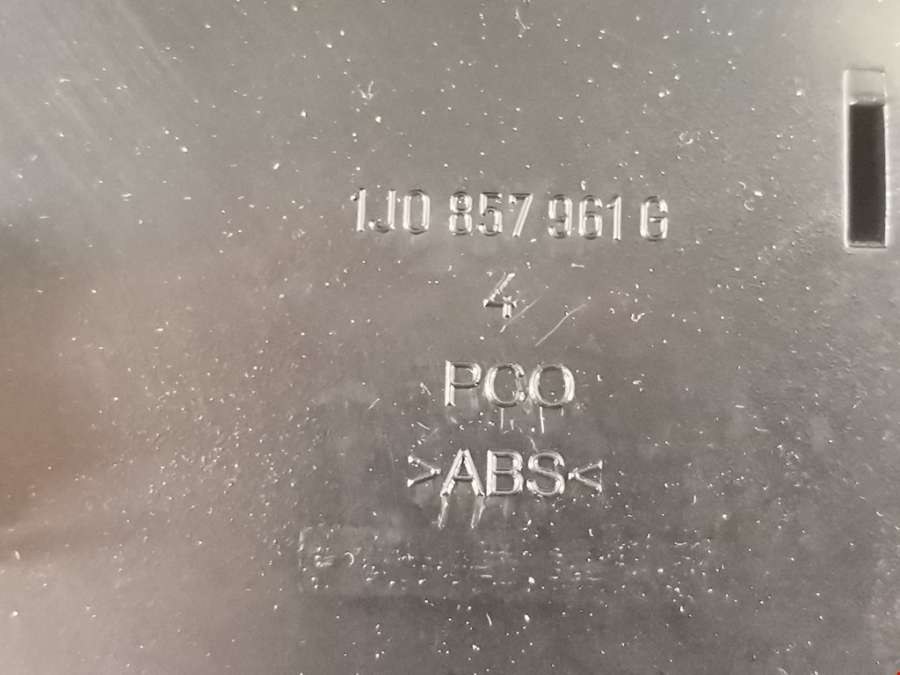 1J0 857 961 G
4
PCO
>ABS<